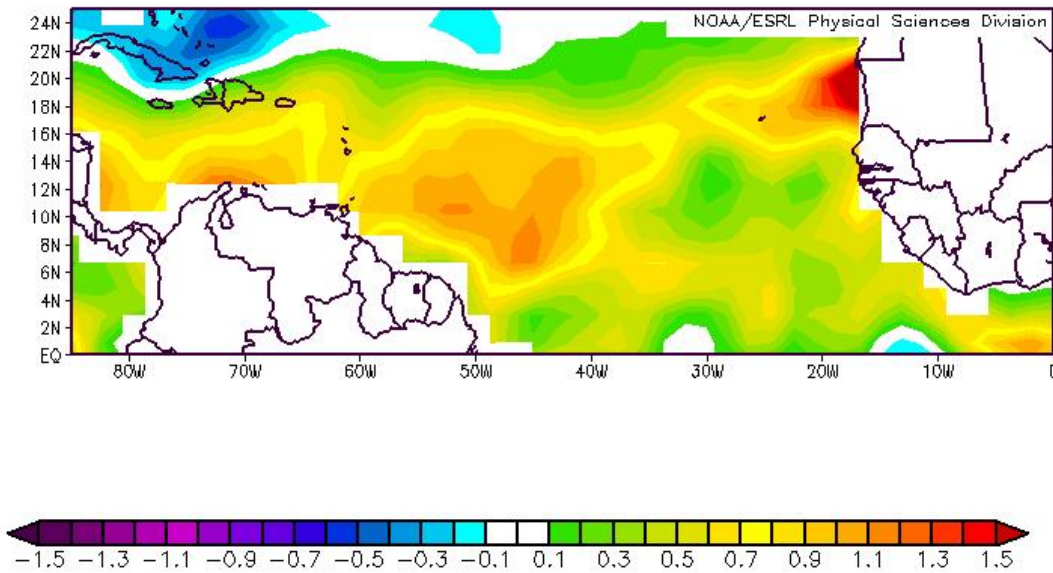 24N
NOAA/ESRL Physical Sciences Division
22N
20N
18N
16N
14N
12N
10N
8N
6N
4N
2N
EQ
80W 70W 60W 50W 40W 30W 20W 10W 0
-1.5 -1.3 -1.1 -0.9 -0.7 -0.5 -0.3 -0.1 0.1 0.3 0.5 0.7 0.9 1.1 1.3 1.5